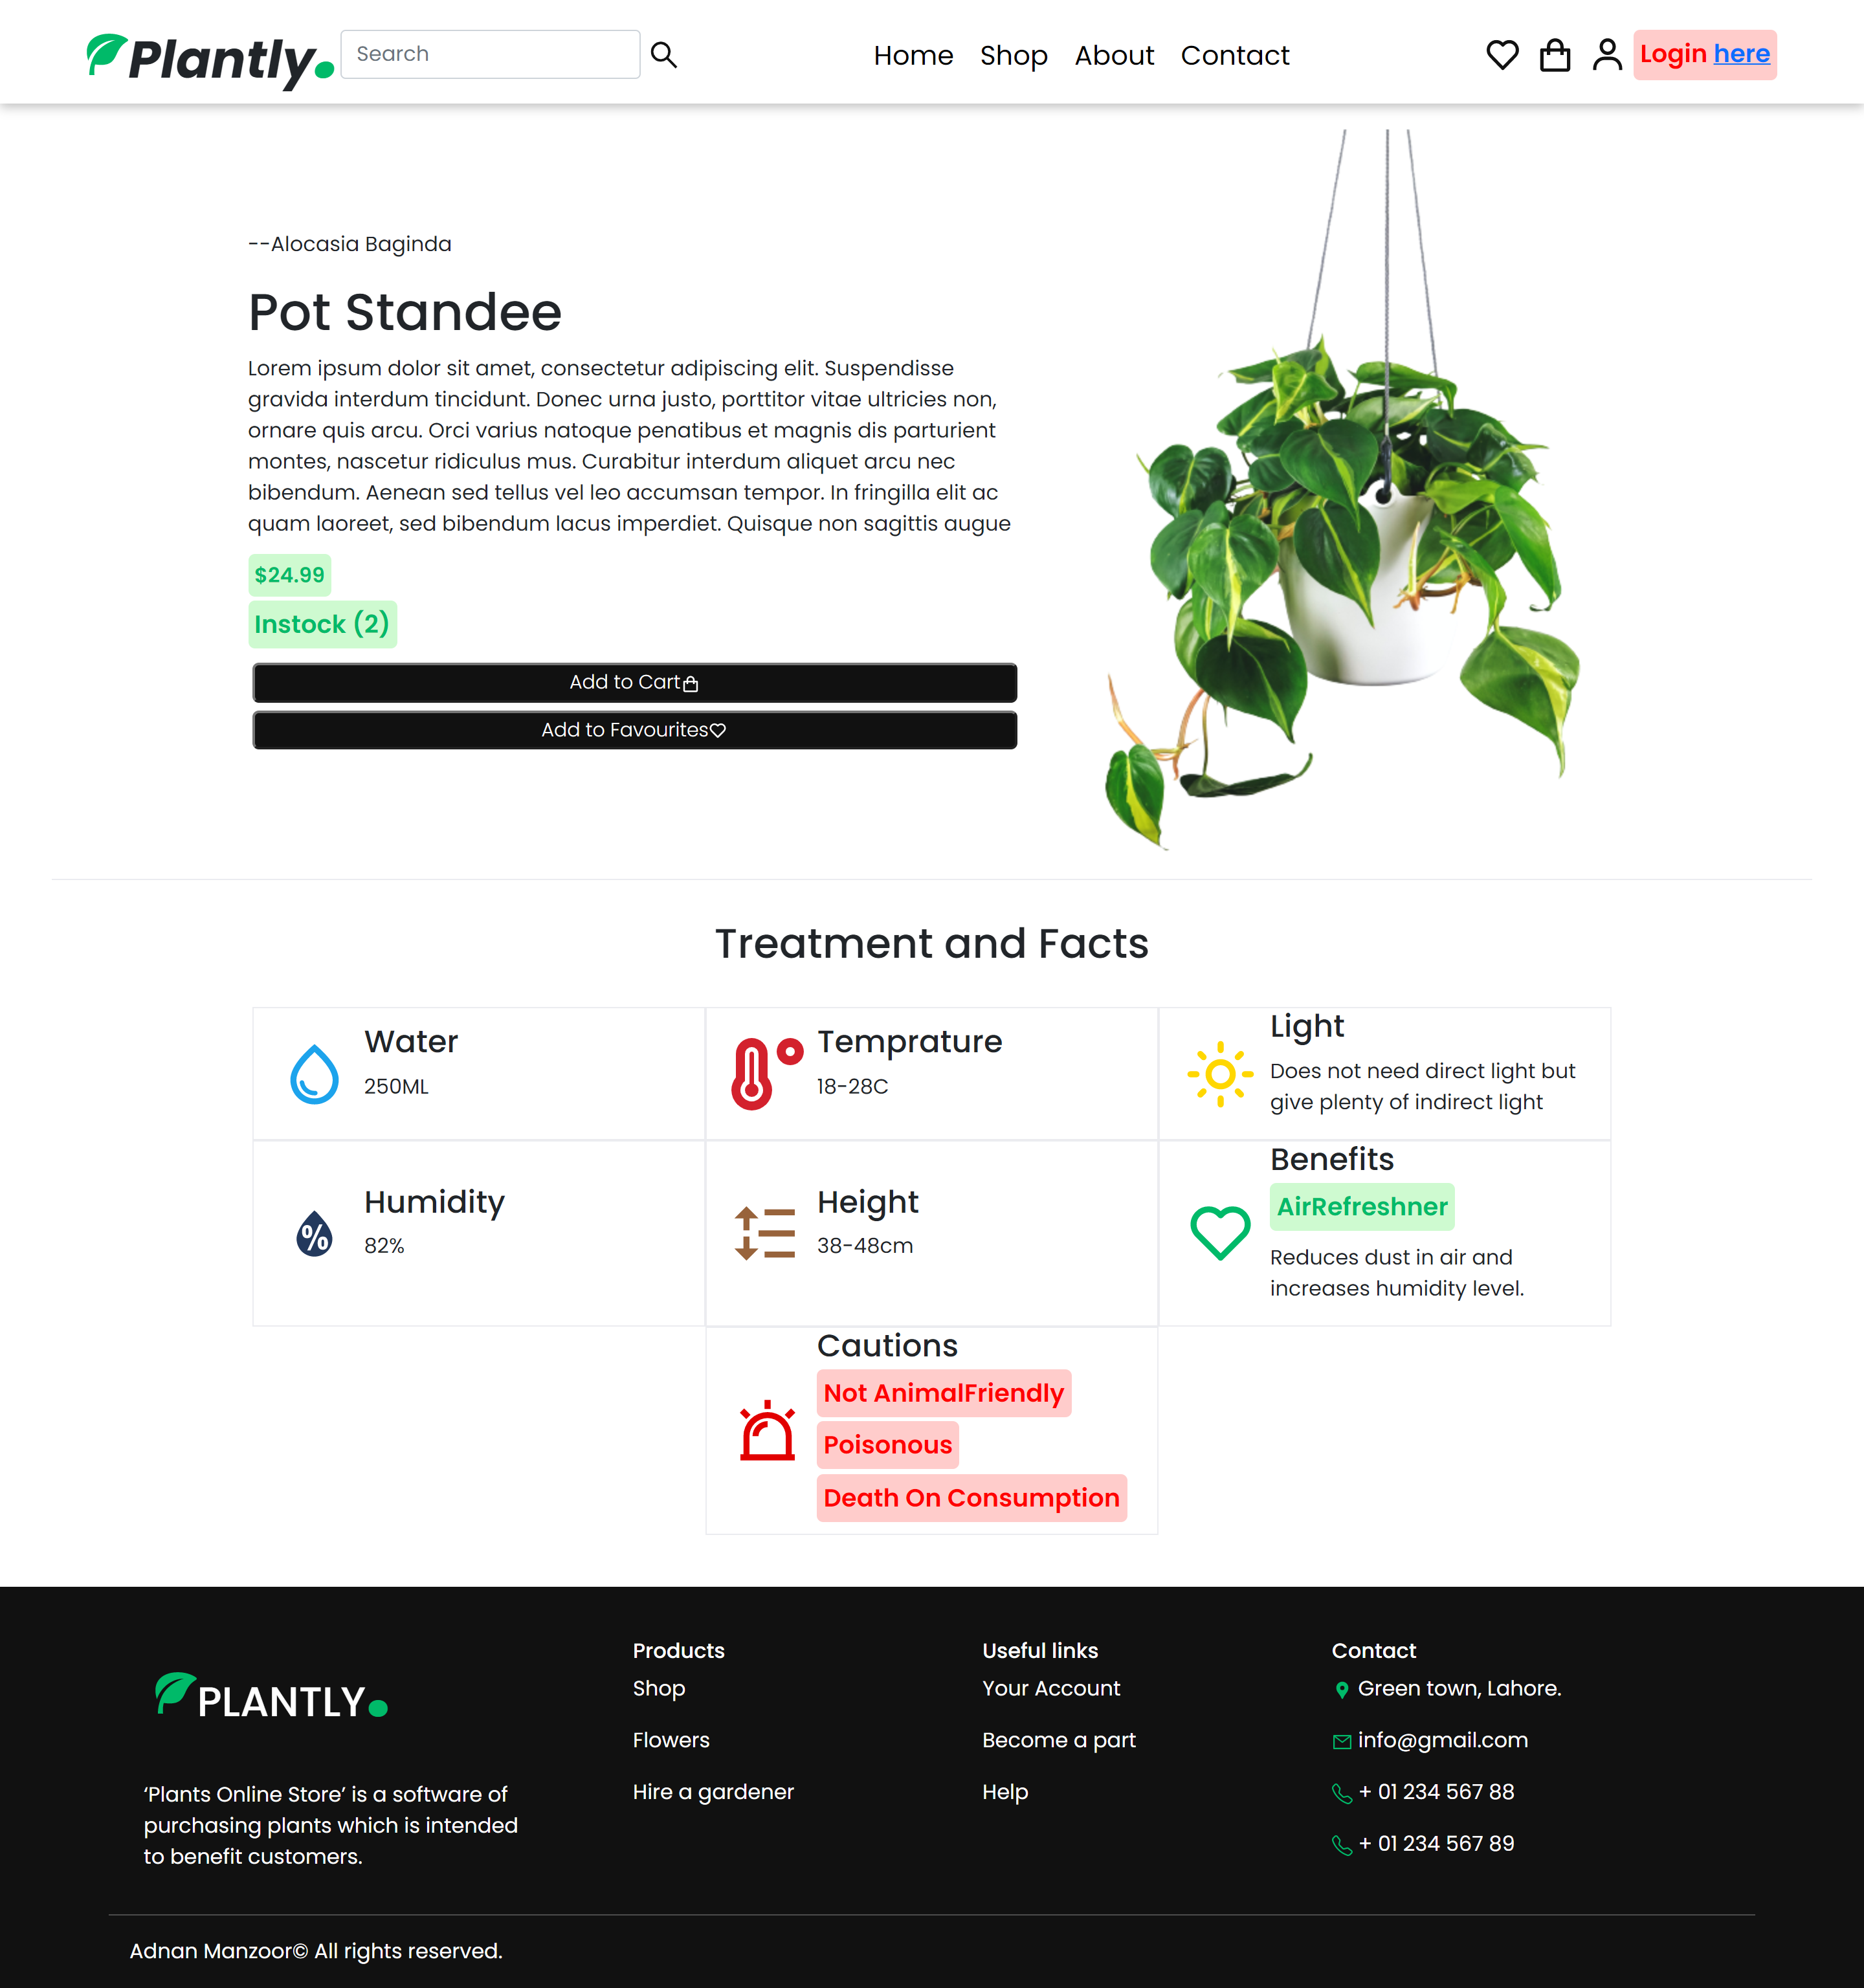 Plantly.
Search
Home Shop About Contact
Login here
--Alocasia Baginda
Pot Standee
Lorem ipsum dolor sit amet, consectetur adipiscing elit. Suspendisse
gravida interdum tincidunt. Donec urna justo, porttitor vitae ultricies non,
ornare quis arcu. Orci varius natoque penatibus et magnis dis parturient
montes, nascetur ridiculus mus. Curabitur interdum aliquet arcu nec
bibendum. Aenean sed tellus vel leo accumsan tempor. In fringilla elit ac
quam laoreet, sed bibendum lacus imperdiet. Quisque non sagittis augue
$24.99
Instock (2)
Add to Cart
Add to Favourites
Treatment and Facts
Water
250ML
Temprature
18-28C
Light
Does not need direct light but
give plenty of indirect light
Humidity
82%
%
Height
38-48cm
Benefits
AirRefreshner
Reduces dust in air and
increases humidity level.
Cautions
Not AnimalFriendly
Poisonous
Death On Consumption
PLANTLY.
‘Plants Online Store’ is a software of
purchasing plants which is intended
to benefit customers.
Products
Shop
Flowers
Hire a gardener
Useful links
Your Account
Become a part
Help
Contact
Green town, Lahore.
info@gmail.com
+ 01 234 567 88
+ 01 234 567 89
Adnan Manzoor© All rights reserved.